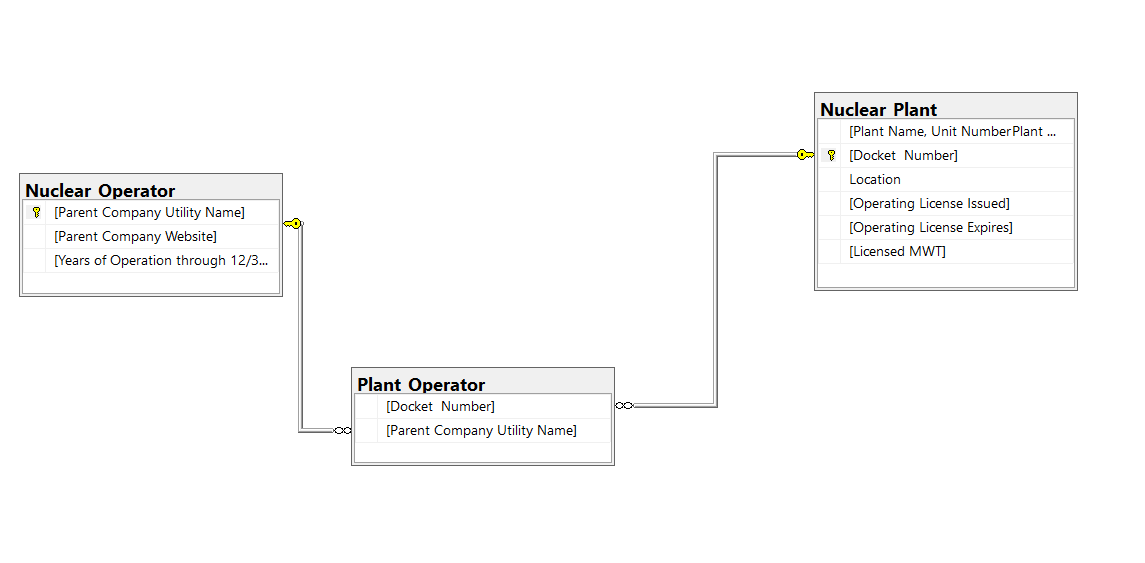 Nuclear Operator
[Parent Company Utility Name]
[Parent Company Website]
[Years of Operation through 12/3...
Plant Operator
[Docket  Number]
[Parent Company Utility Name]
Nuclear Plant
[Plant Name, Unit NumberPlant ...
[Docket  Number]
Location
[Operating License Issued]
[Operating License Expires]
[Licensed MWT]